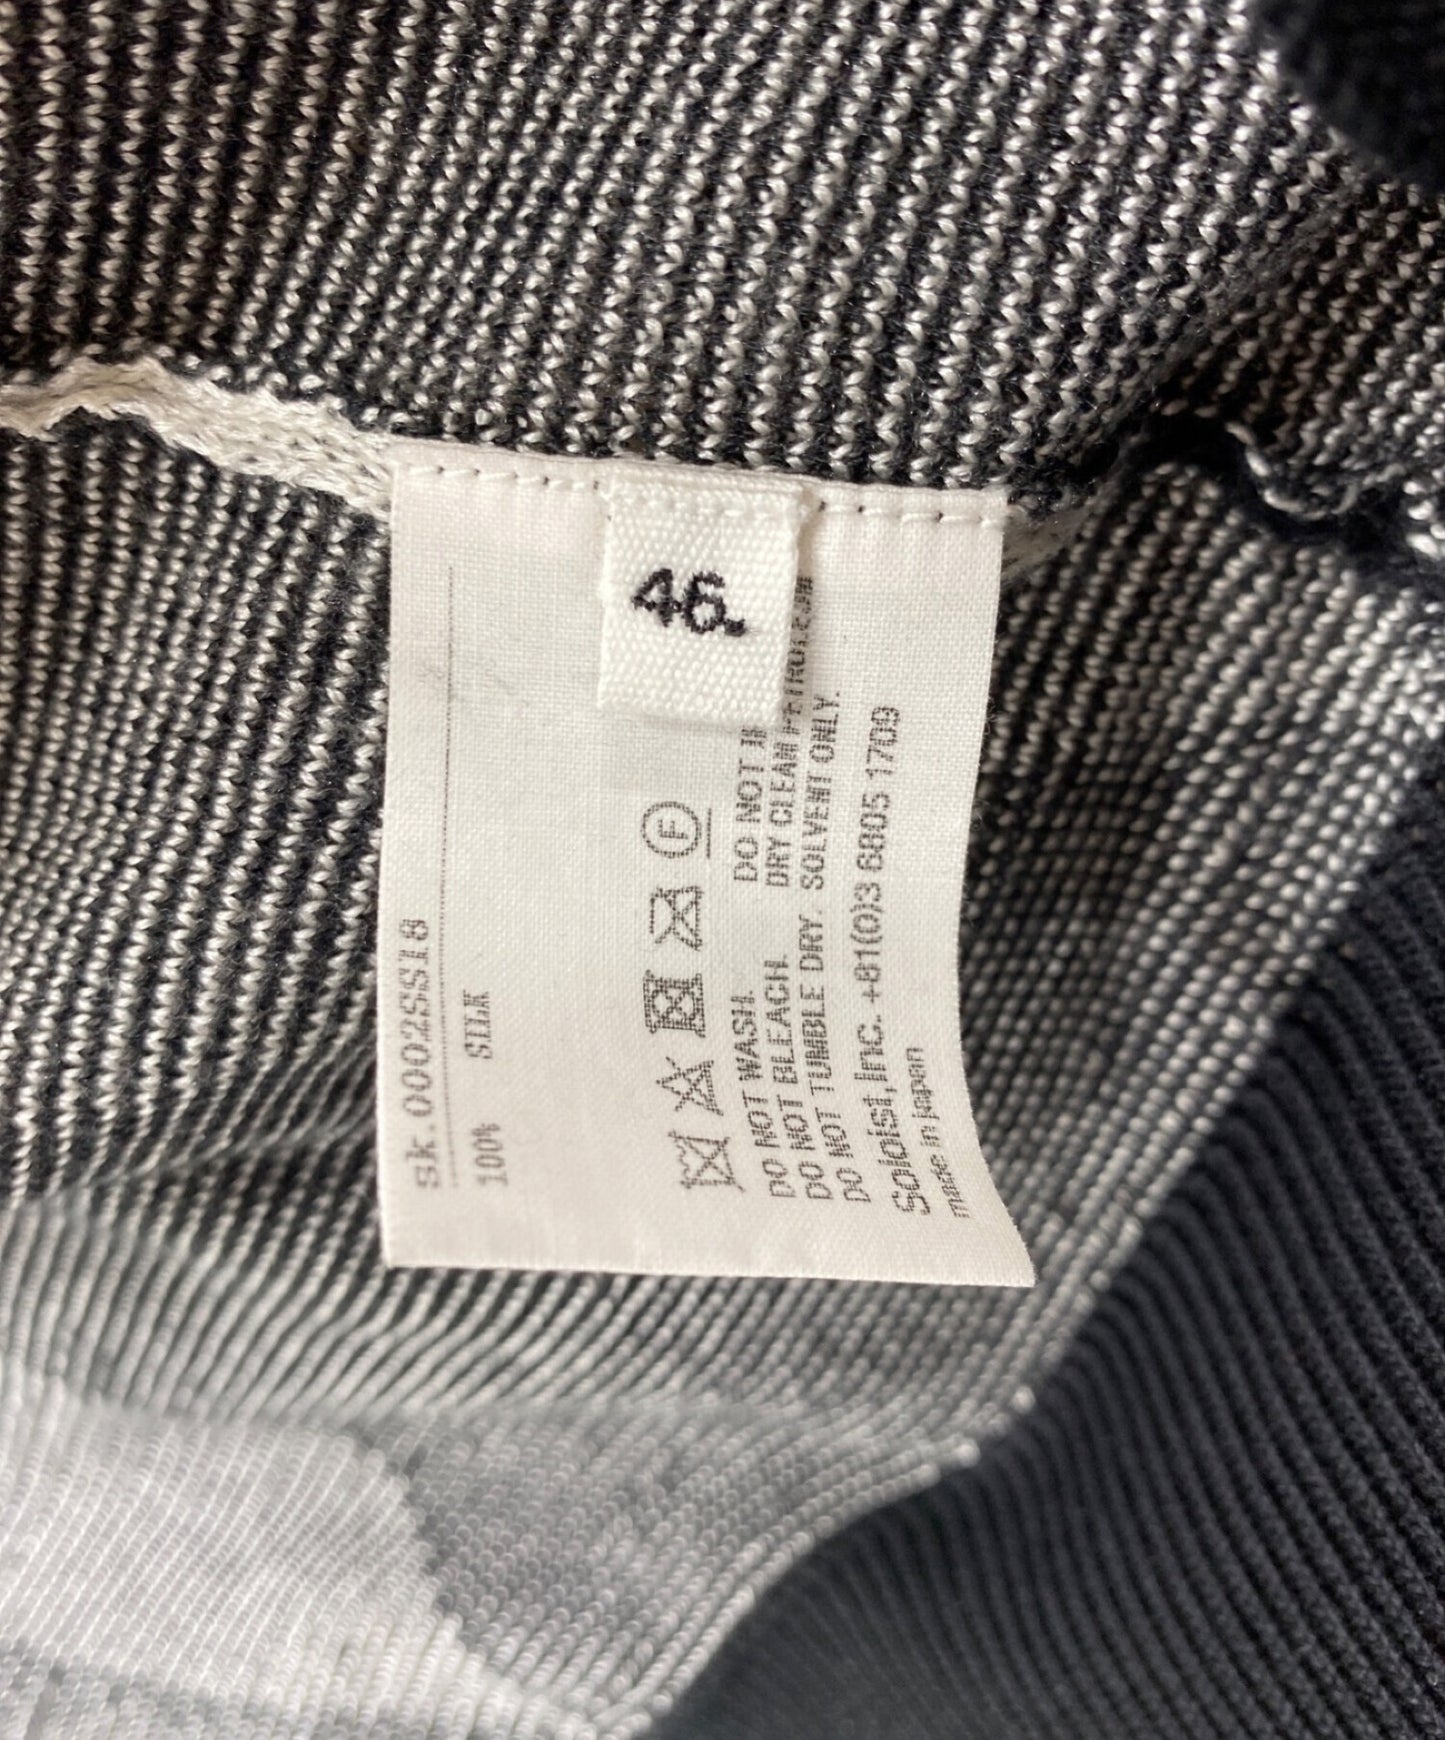 46.
sk.0002SS18
100% SILK
F
DO NOT WASH. DO NOT
DO NOT BLEACH. DRY CLEAN PETROLEUM
DO NOT TUMBLE DRY. SOLVENT ONLY.
Soloist,Inc. +81(0)3 6805 1709
made in japan